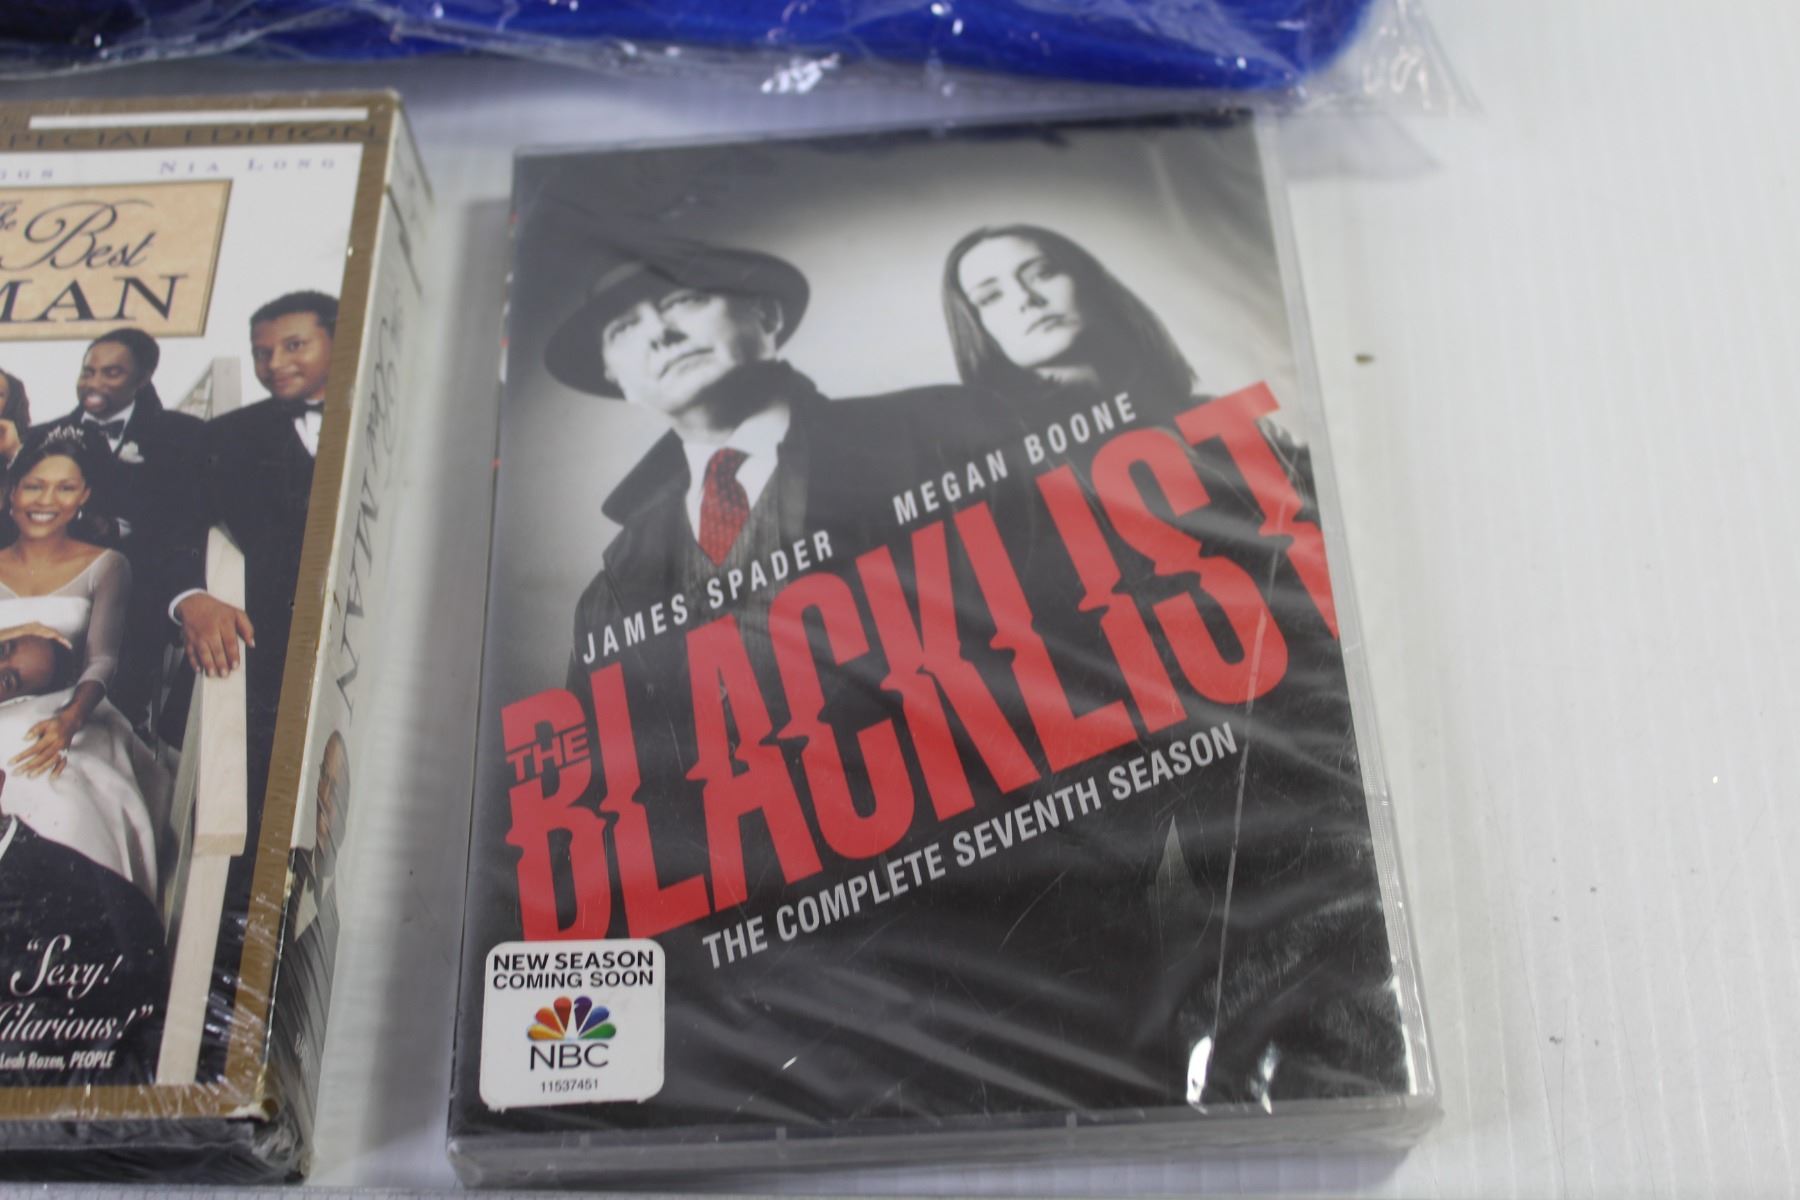 SPECIAL EDITION
NIA LONG
The Best
MAN
"Sexy!
Hilarious!"
Leah Rozen, PEOPLE
JAMES SPADER
MEGAN BOONE
THE
BLACKLIST
THE COMPLETE SEVENTH SEASON
NEW SEASON
COMING SOON
NBC
11537451